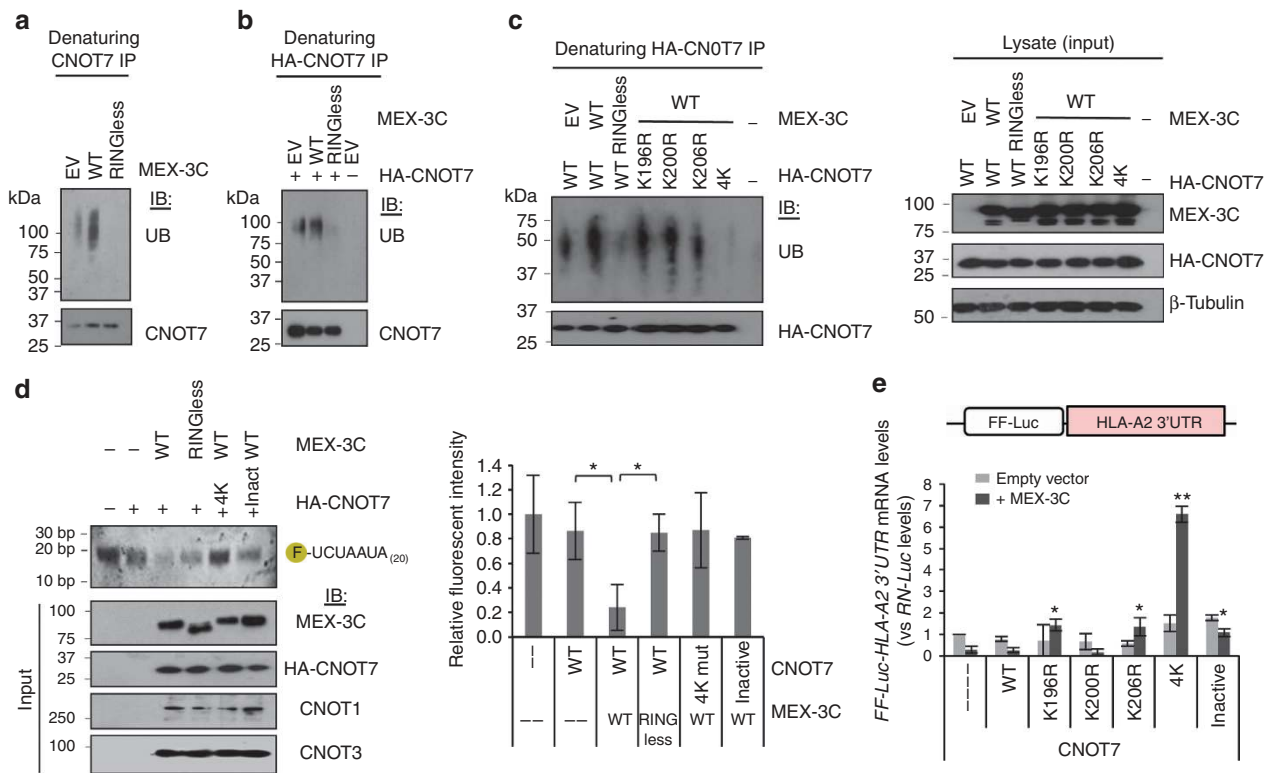 a
Denaturing
CNOT7 IP
EV
WT
RINGless
MEX-3C
kDa
IB:
100
75
50
37
UB
37
25
CNOT7
b
Denaturing
HA-CNOT7 IP
EV
WT
RINGless
EV
MEX-3C
+ + + –
HA-CNOT7
kDa
IB:
100
75
50
37
UB
37
25
CNOT7
c
Denaturing HA-CN0T7 IP
EV
WT
RINGless
WT
–
MEX-3C
WT
WT
WT
K196R
K200R
K206R
4K
–
HA-CNOT7
kDa
IB:
75
50
37
UB
37
25
HA-CNOT7
Lysate (input)
EV
WT
RINGless
WT
–
MEX-3C
WT
WT
WT
K196R
K200R
K206R
4K
–
HA-CNOT7
100
75
MEX-3C
37
25
HA-CNOT7
50
β-Tubulin
d
–
–
WT
RINGless
WT
WT
MEX-3C
– + + + +4K +Inact
HA-CNOT7
30 bp
20 bp
10 bp
F-UCUAAUA (20)
IB:
Input
100
75
MEX-3C
37
25
HA-CNOT7
250
CNOT1
100
CNOT3
Relative fluorescent intensity
1.4
1.2
1.0
0.8
0.6
0.4
0.2
0.0
* *
––
WT
WT
WT
4K mut
Inactive
CNOT7
––
––
WT
RING
less
WT
WT
MEX-3C
e
FF-Luc
HLA-A2 3'UTR
Empty vector
+ MEX-3C
FF-Luc-HLA-A2 3'UTR mRNA levels
(vs RN-Luc levels)
8
7
6
5
4
3
2
1
0
* * ** *
––––
WT
K196R
K200R
K206R
4K
Inactive
CNOT7